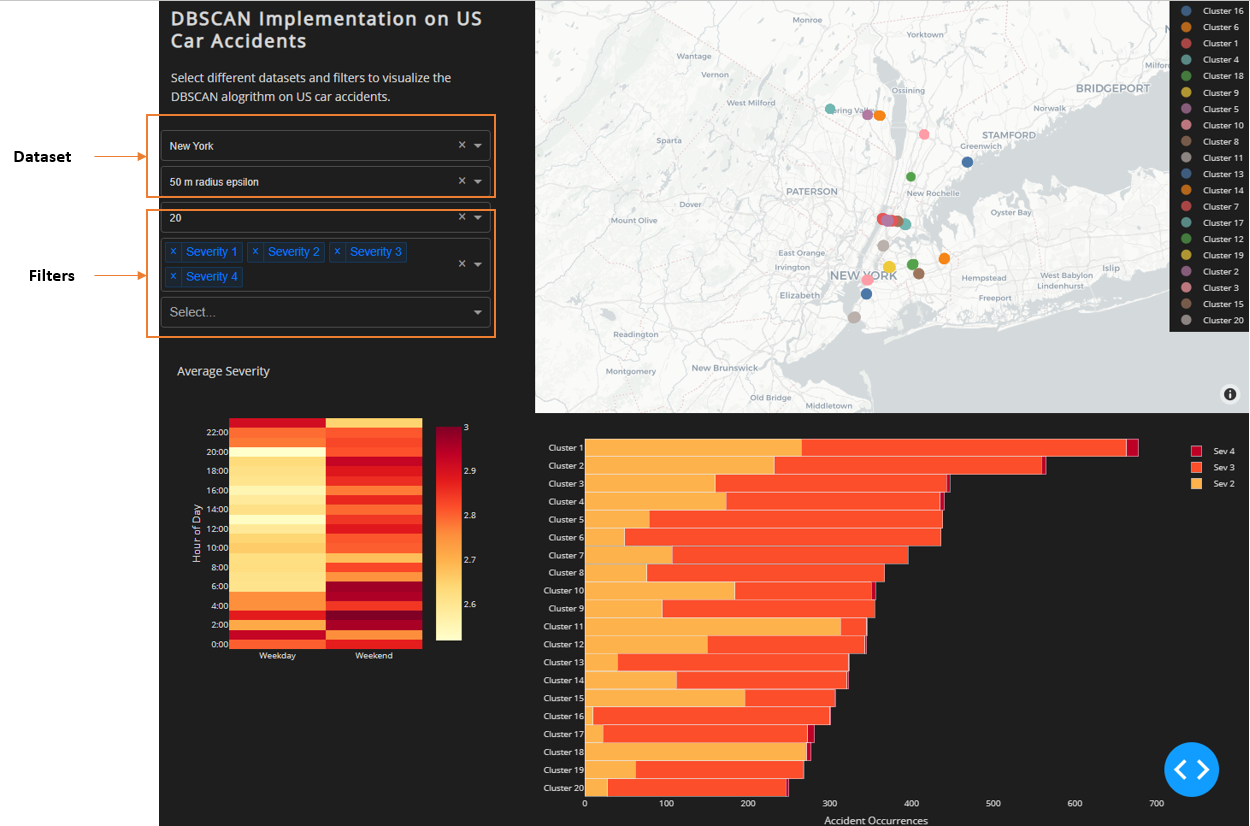 DBSCAN Implementation on US
Car Accidents
Select different datasets and filters to visualize the
DBSCAN alogrithm on US car accidents.
Dataset
New York × 
50 m radius epsilon ×
20 ×
Filters
× Severity 1 × Severity 2 × Severity 3 ×
× Severity 4
Select...
Average Severity
Hour of Day
22:00
20:00
18:00
16:00
14:00
12:00
10:00
8:00
6:00
4:00
2:00
0:00
Weekday Weekend
3
2.9
2.8
2.7
2.6
Monroe
Yorktown
Wantage
Vernon
Ossining
Milfor
BRIDGEPORT
West Milford
Spring Valley
Norwalk
STAMFORD
Greenwich
Sparta
PATERSON
New Rochelle
Dover
Mount Olive
Oyster Bay
East Orange
Irvington
NEW YORK
Hempstead
West Babylon
Islip
Lindenhurst
Elizabeth
Freeport
Readington
Montgomery
New Brunswick
Old Bridge
Middletown
Cluster 16
Cluster 6
Cluster 1
Cluster 4
Cluster 18
Cluster 9
Cluster 5
Cluster 10
Cluster 8
Cluster 11
Cluster 13
Cluster 14
Cluster 7
Cluster 17
Cluster 12
Cluster 19
Cluster 2
Cluster 3
Cluster 15
Cluster 20
Cluster 1
Cluster 2
Cluster 3
Cluster 4
Cluster 5
Cluster 6
Cluster 7
Cluster 8
Cluster 10
Cluster 9
Cluster 11
Cluster 12
Cluster 13
Cluster 14
Cluster 15
Cluster 16
Cluster 17
Cluster 18
Cluster 19
Cluster 20
0 100 200 300 400 500 600 700
Accident Occurrences
Sev 4
Sev 3
Sev 2